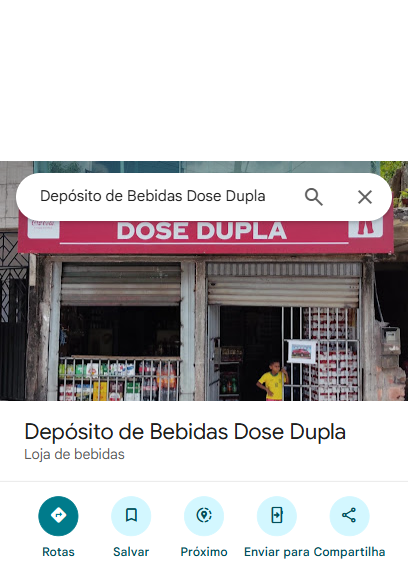 Depósito de Bebidas Dose Dupla
DOSE DUPLA
Depósito de Bebidas Dose Dupla
Loja de bebidas
Rotas
Salvar
Próximo
Enviar para
Compartilha